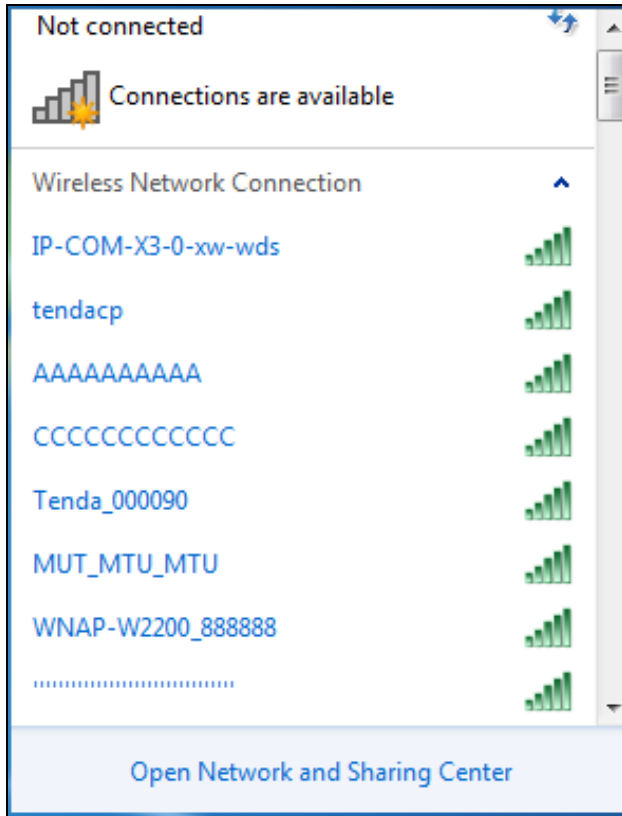 Not connected
Connections are available
Wireless Network Connection
IP-COM-X3-0-xw-wds
tendacp
AAAAAAAAAA
CCCCCCCCCCCC
Tenda_000090
MUT_MTU_MTU
WNAP-W2200_888888
Open Network and Sharing Center